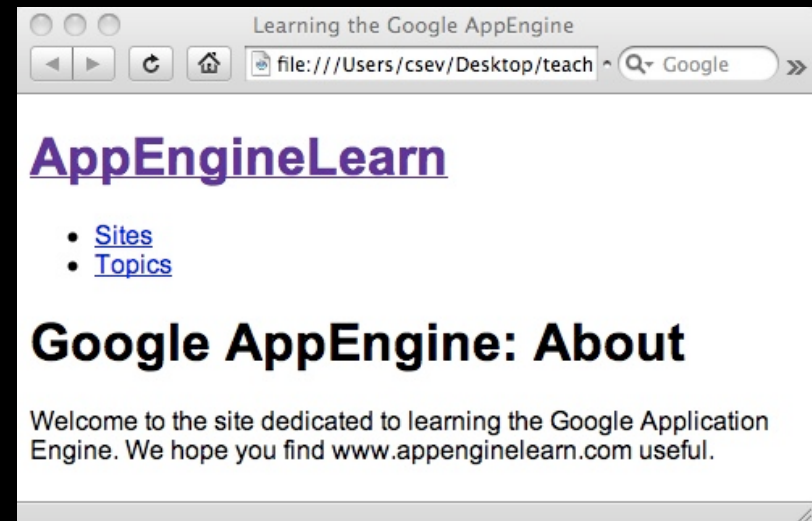 Learning the Google AppEngine
file:///Users/csev/Desktop/teach
Google
AppEngineLearn
Sites
Topics
Google AppEngine: About
Welcome to the site dedicated to learning the Google Application
Engine. We hope you find www.appenginelearn.com useful.